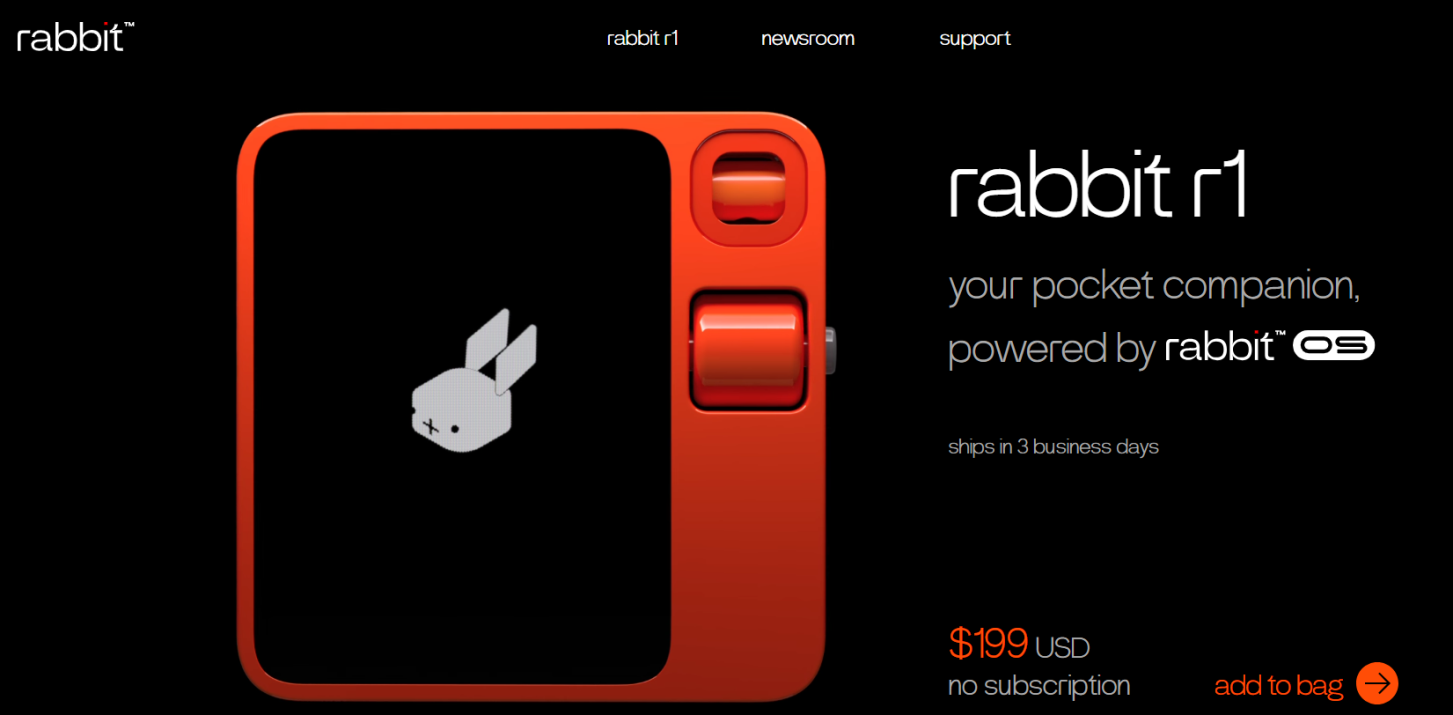 rabbit™
rabbit r1
newsroom
support
rabbit r1
your pocket companion,
powered by rabbit™ OS
ships in 3 business days
$199 USD
no subscription
add to bag